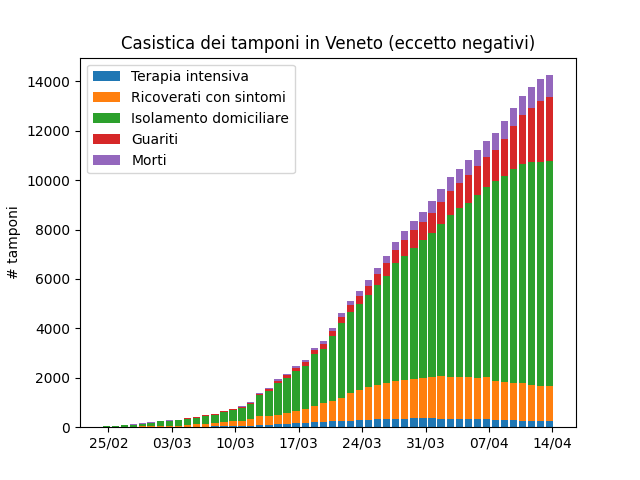 Casistica dei tamponi in Veneto (eccetto negativi)
Terapia intensiva
Ricoverati con sintomi
Isolamento domiciliare
Guariti
Morti
# tamponi
14000
12000
10000
8000
6000
4000
2000
0
25/02 03/03 10/03 17/03 24/03 31/03 07/04 14/04